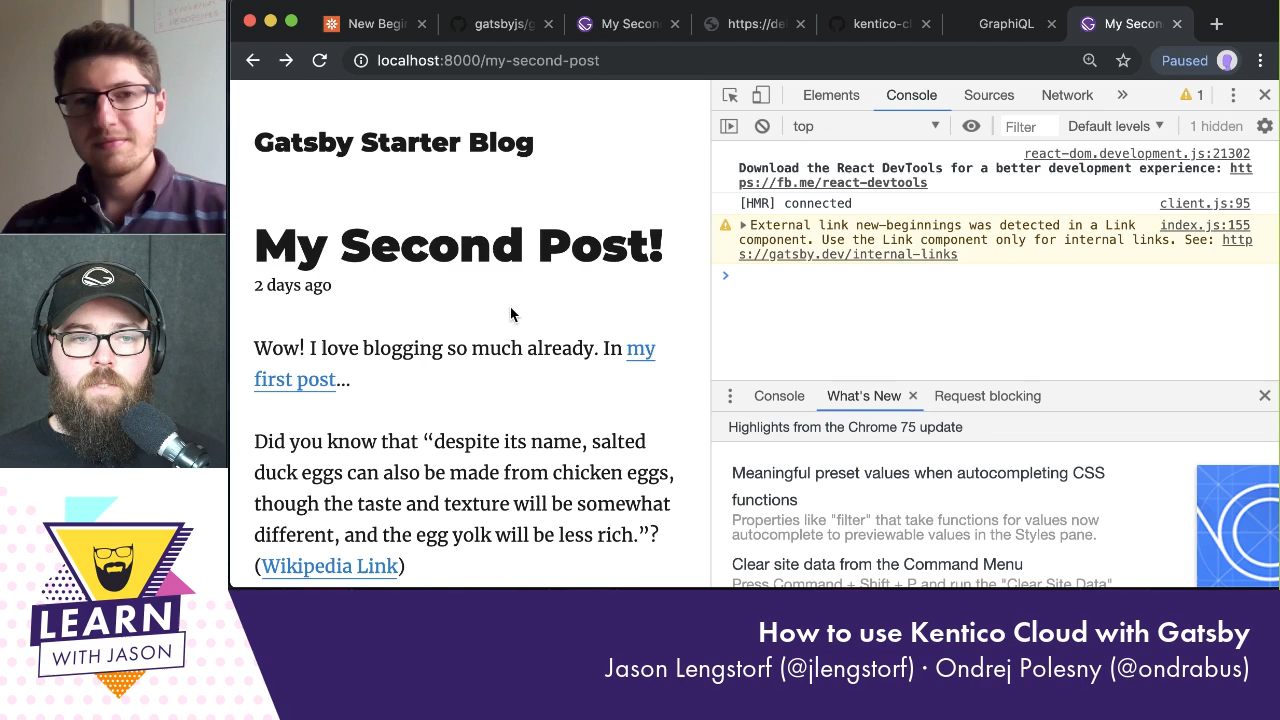 New Begin
gatsbyjs/g
My Secon
https://de
kentico-cl
GraphiQL
My Secon
localhost:8000/my-second-post
Paused
Gatsby Starter Blog
My Second Post!
2 days ago
Wow! I love blogging so much already. In my
first post…
Did you know that “despite its name, salted
duck eggs can also be made from chicken eggs,
though the taste and texture will be somewhat
different, and the egg yolk will be less rich.”?
(Wikipedia Link)
Elements Console Sources Network » 1
top Filter Default levels 1 hidden
react-dom.development.js:21302
Download the React DevTools for a better development experience: htt
ps://fb.me/react-devtools
[HMR] connected client.js:95
External link new-beginnings was detected in a Link index.js:155
component. Use the Link component only for internal links. See: http
s://gatsby.dev/internal-links
Console What's New Request blocking
Highlights from the Chrome 75 update
Meaningful preset values when autocompleting CSS
functions
Properties like "filter" that take functions for values now
autocomplete to previewable values in the Styles pane.
Clear site data from the Command Menu
Press Command + Shift + P and run the "Clear Site Data"
LEARN
WITH JASON
How to use Kentico Cloud with Gatsby
Jason Lengstorf (@jlengstorf) · Ondrej Polesny (@ondrabus)